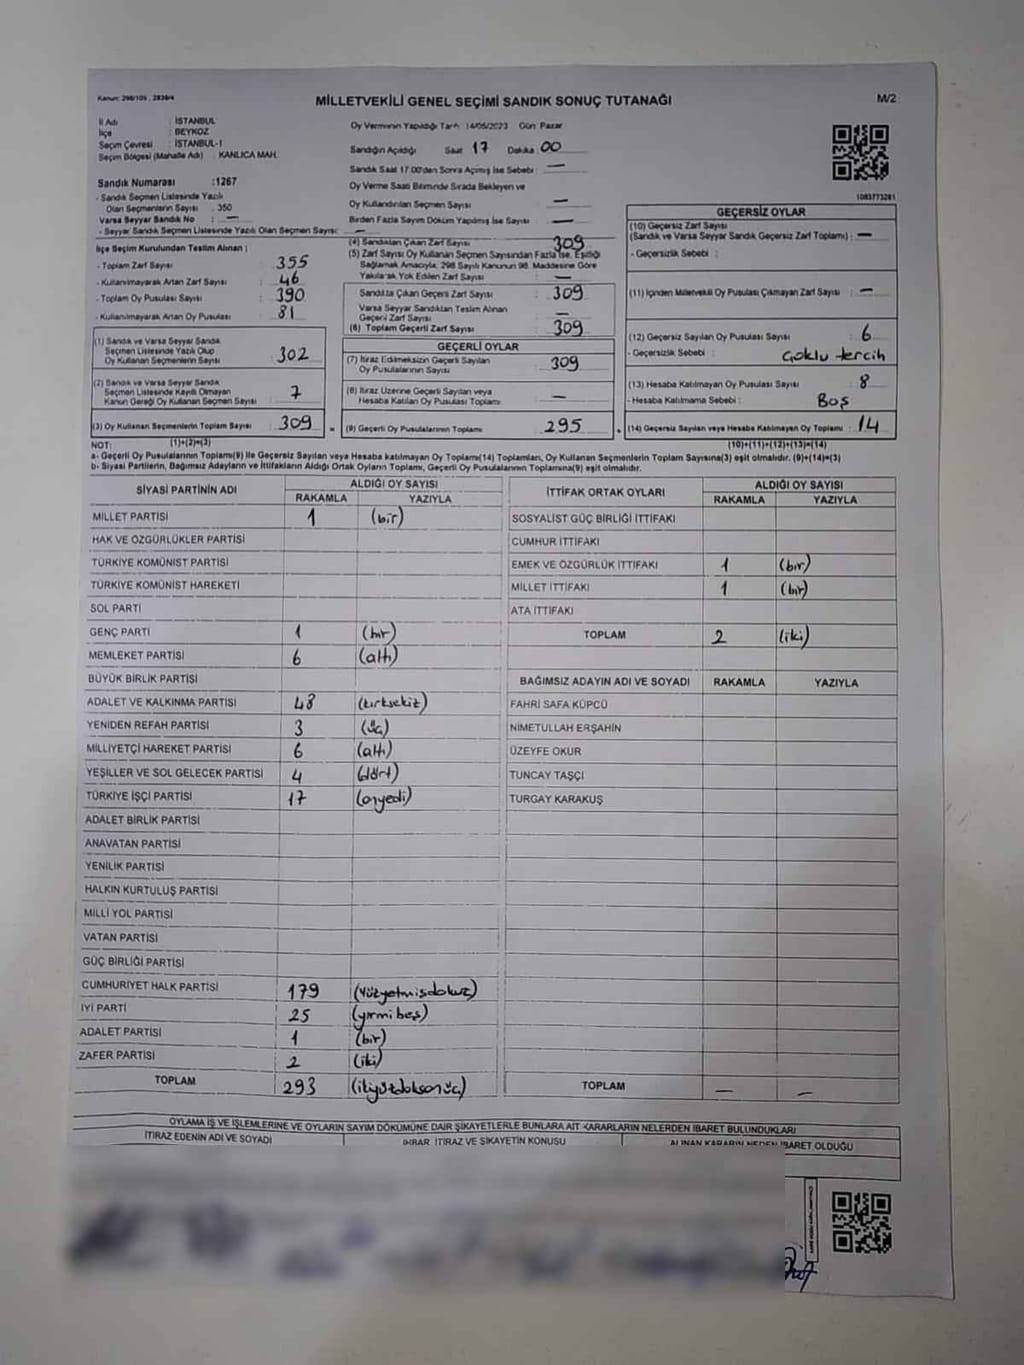 Kanun: 298/105 , 2839/4
MİLLETVEKİLİ GENEL SEÇİMİ SANDIK SONUÇ TUTANAĞI
M/2
İl Adı : İSTANBUL
İlçe : BEYKOZ
Seçim Çevresi : İSTANBUL-1
Seçim Bölgesi (Mahalle Adı) : KANLICA MAH.
Oy Vermenin Yapıldığı Tarih: 14/05/2023 Gün: Pazar
Sandığın Açıldığı Saat 17 Dakika 00
Sandık Saat 17.00'den Sonra Açılmış İse Sebebi: —
Oy Verme Saati Bitiminde Sırada Bekleyen ve
Oy Kullandırılan Seçmen Sayısı —
Birden Fazla Sayım Döküm Yapılmış İse Sayısı —
1083773281
Sandık Numarası :1267
- Sandık Seçmen Listesinde Yazılı
Olan Seçmenlerin Sayısı : 350
Varsa Seyyar Sandık No : —
- Seyyar Sandık Seçmen Listesinde Yazılı Olan Seçmen Sayısı: —
İlçe Seçim Kurulundan Teslim Alınan ;
- Toplam Zarf Sayısı : 355
- Kullanılmayarak Artan Zarf Sayısı : 46
- Toplam Oy Pusulası Sayısı : 390
- Kullanılmayarak Artan Oy Pusulası : 81
(1) Sandık ve Varsa Seyyar Sandık
Seçmen Listesinde Yazılı Olup
Oy Kullanan Seçmenlerin Sayısı : 302
(2) Sandık ve Varsa Seyyar Sandık
Seçmen Listesinde Kayıtlı Olmayan
Kanun Gereği Oy Kullanan Seçmen Sayısı : 7
(3) Oy Kullanan Seçmenlerin Toplam Sayısı : 309
(1)+(2)=(3)
(4) Sandıktan Çıkan Zarf Sayısı 309
(5) Zarf Sayısı Oy Kullanan Seçmen Sayısından Fazla İse, Eşitliği
Sağlamak Amacıyla, 298 Sayılı Kanunun 98. Maddesine Göre
Yakılarak Yok Edilen Zarf Sayısı : —
Sandıkta Çıkan Geçerli Zarf Sayısı : 309
Varsa Seyyar Sandıktan Teslim Alınan
Geçerli Zarf Sayısı : —
(6) Toplam Geçerli Zarf Sayısı : 309
GEÇERLİ OYLAR
(7) İtiraz Edilmeksizin Geçerli Sayılan
Oy Pusulalarının Sayısı : 309
(8) İtiraz Üzerine Geçerli Sayılan veya
Hesaba Katılan Oy Pusulası Toplamı : —
= (9) Geçerli Oy Pusulalarının Toplamı : 295
GEÇERSİZ OYLAR
(10) Geçersiz Zarf Sayısı
(Sandık ve Varsa Seyyar Sandık Geçersiz Zarf Toplamı) : —
- Geçersizlik Sebebi :
(11) İçinden Milletvekili Oy Pusulası Çıkmayan Zarf Sayısı : —
(12) Geçersiz Sayılan Oy Pusulası Sayısı : 6
- Geçersizlik Sebebi : Çoklu tercih
(13) Hesaba Katılmayan Oy Pusulası Sayısı : 8
- Hesaba Katılmama Sebebi : Boş
+ (14) Geçersiz Sayılan veya Hesaba Katılmayan Oy Toplamı : 14
(10)+(11)+(12)+(13)=(14)
NOT:
a- Geçerli Oy Pusulalarının Toplamı(9) ile Geçersiz Sayılan veya Hesaba katılmayan Oy Toplamı(14) Toplamları, Oy Kullanan Seçmenlerin Toplam Sayısına(3) eşit olmalıdır. (9)+(14)=(3)
b- Siyasi Partilerin, Bağımsız Adayların ve İttifakların Aldığı Ortak Oyların Toplamı, Geçerli Oy Pusulalarının Toplamına(9) eşit olmalıdır.
SİYASİ PARTİNİN ADI
ALDIĞI OY SAYISI
RAKAMLA YAZIYLA
MİLLET PARTİSİ 1 (bir)
HAK VE ÖZGÜRLÜKLER PARTİSİ
TÜRKİYE KOMÜNİST PARTİSİ
TÜRKİYE KOMÜNİST HAREKETİ
SOL PARTİ
GENÇ PARTİ 1 (bir)
MEMLEKET PARTİSİ 6 (altı)
BÜYÜK BİRLİK PARTİSİ
ADALET VE KALKINMA PARTİSİ 48 (kırksekiz)
YENİDEN REFAH PARTİSİ 3 (üç)
MİLLİYETÇİ HAREKET PARTİSİ 6 (altı)
YEŞİLLER VE SOL GELECEK PARTİSİ 4 (dört)
TÜRKİYE İŞÇİ PARTİSİ 17 (onyedi)
ADALET BİRLİK PARTİSİ
ANAVATAN PARTİSİ
YENİLİK PARTİSİ
HALKIN KURTULUŞ PARTİSİ
MİLLİ YOL PARTİSİ
VATAN PARTİSİ
GÜÇ BİRLİĞİ PARTİSİ
CUMHURİYET HALK PARTİSİ 179 (yüzyetmişdokuz)
İYİ PARTİ 25 (yirmibeş)
ADALET PARTİSİ 1 (bir)
ZAFER PARTİSİ 2 (iki)
TOPLAM 293 (ikiyüzdoksanüç)
İTTİFAK ORTAK OYLARI
ALDIĞI OY SAYISI
RAKAMLA YAZIYLA
SOSYALİST GÜÇ BİRLİĞİ İTTİFAKI
CUMHUR İTTİFAKI
EMEK VE ÖZGÜRLÜK İTTİFAKI 1 (bir)
MİLLET İTTİFAKI 1 (bir)
ATA İTTİFAKI
TOPLAM 2 (iki)
BAĞIMSIZ ADAYIN ADI VE SOYADI RAKAMLA YAZIYLA
FAHRİ SAFA KÜPCÜ
NİMETULLAH ERŞAHİN
ÜZEYFE OKUR
TUNCAY TAŞÇI
TURGAY KARAKUŞ
TOPLAM — —
OYLAMA İŞ VE İŞLEMLERİNE VE OYLARIN SAYIM DÖKÜMÜNE DAİR ŞİKAYETLERLE BUNLARA AİT KARARLARIN NELERDEN İBARET BULUNDUKLARI
İTİRAZ EDENİN ADI VE SOYADI
İHBAR, İTİRAZ VE ŞİKAYETİN KONUSU
ALINAN KARARIN NEDEN İBARET OLDUĞU